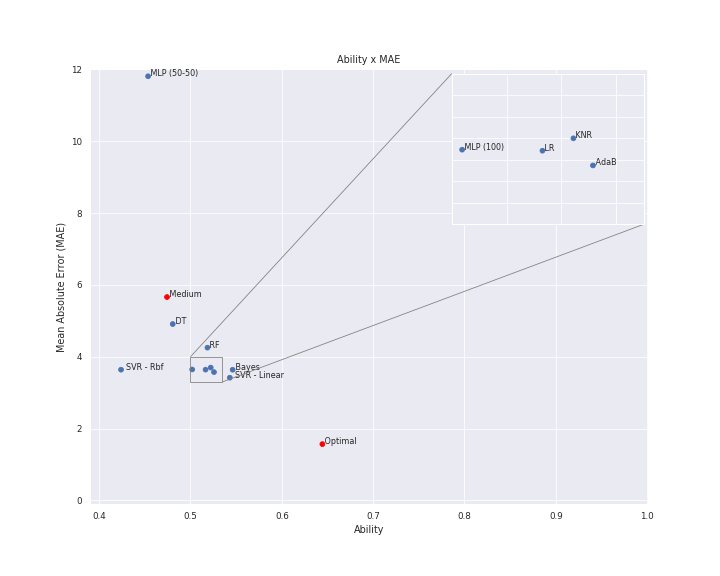 Ability x MAE
12
10
8
6
4
2
0
Mean Absolute Error (MAE)
MLP (50-50)
MLP (100)
LR
KNR
AdaB
Medium
DT
RF
SVR - Rbf
Bayes
SVR - Linear
Optimal
0.4 0.5 0.6 0.7 0.8 0.9 1.0
Ability